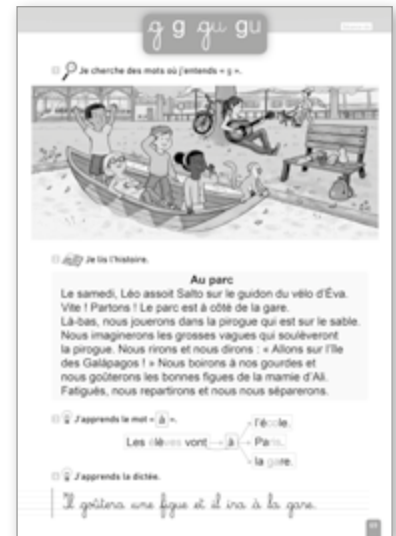 g g gu gu
Je cherche des mots où j'entends « g ».
Je lis l'histoire.
Au parc
Le samedi, Léo assoit Salto sur le guidon du vélo d'Éva.
Vite ! Partons ! Le parc est à côté de la gare.
Là-bas, nous jouerons dans la pirogue qui est sur le sable.
Nous imaginerons les grosses vagues qui soulèveront
la pirogue. Nous rirons et nous dirons : « Allons sur l'île
des Galápagos ! » Nous boirons à nos gourdes et
nous goûterons les bonnes figues de la mamie d'Ali.
Fatigués, nous repartirons et nous nous séparerons.
J'apprends le mot « à ».
l'école.
Les élèves vont à Paris.
la gare.
J'apprends la dictée.
Il goûtera une figue et il ira à la gare.